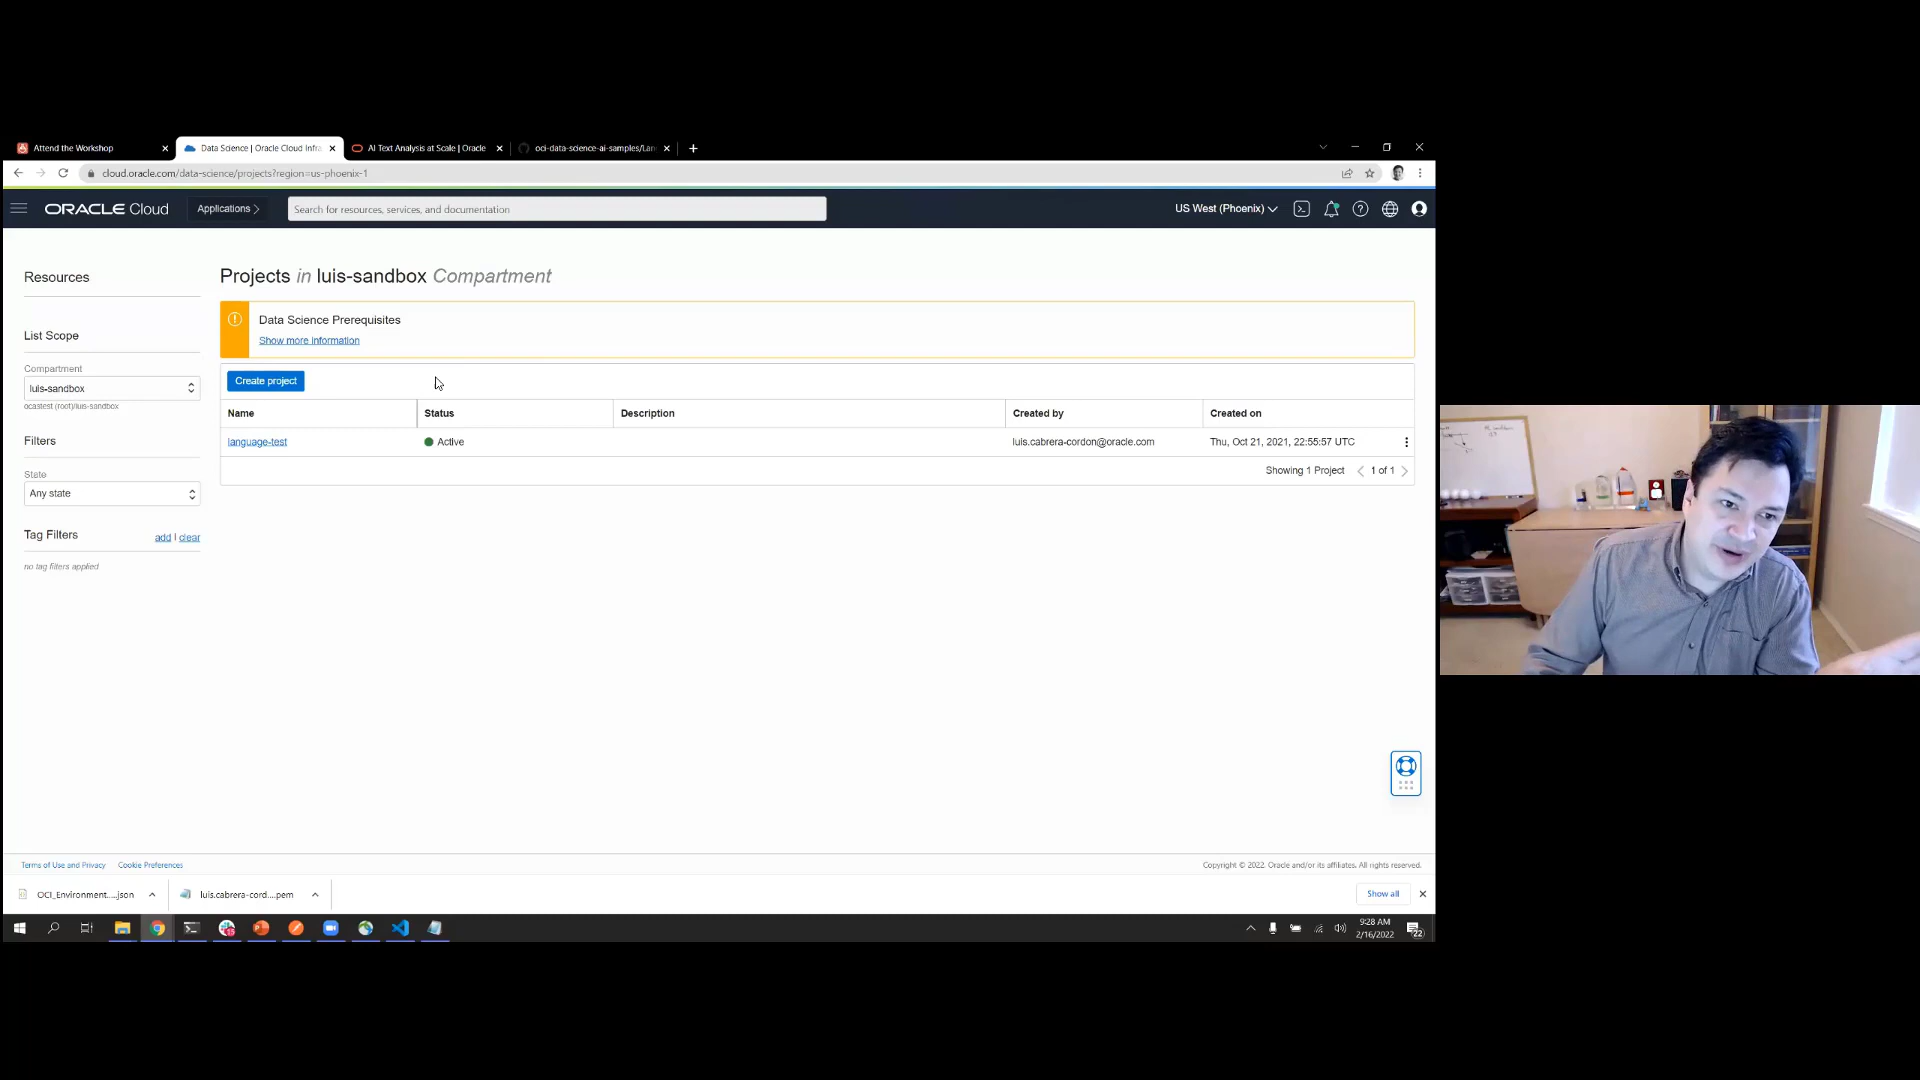 Attend the Workshop
Data Science | Oracle Cloud Infra
AI Text Analysis at Scale | Oracle
oci-data-science-ai-samples/Lan
cloud.oracle.com/data-science/projects?region=us-phoenix-1
ORACLE Cloud
Applications
Search for resources, services, and documentation
US West (Phoenix)
Resources
List Scope
Compartment
luis-sandbox
ocastest (root)/luis-sandbox
Filters
State
Any state
Tag Filters
add | clear
no tag filters applied
Projects in luis-sandbox Compartment
Data Science Prerequisites
Show more information
Create project
Name Status Description Created by Created on
language-test Active luis.cabrera-cordon@oracle.com Thu, Oct 21, 2021, 22:55:57 UTC
Showing 1 Project 1 of 1
Terms of Use and Privacy Cookie Preferences
Copyright © 2022, Oracle and/or its affiliates. All rights reserved.
OCI_Environment....json
luis.cabrera-cord....pem
Show all
9:28 AM
2/16/2022
22